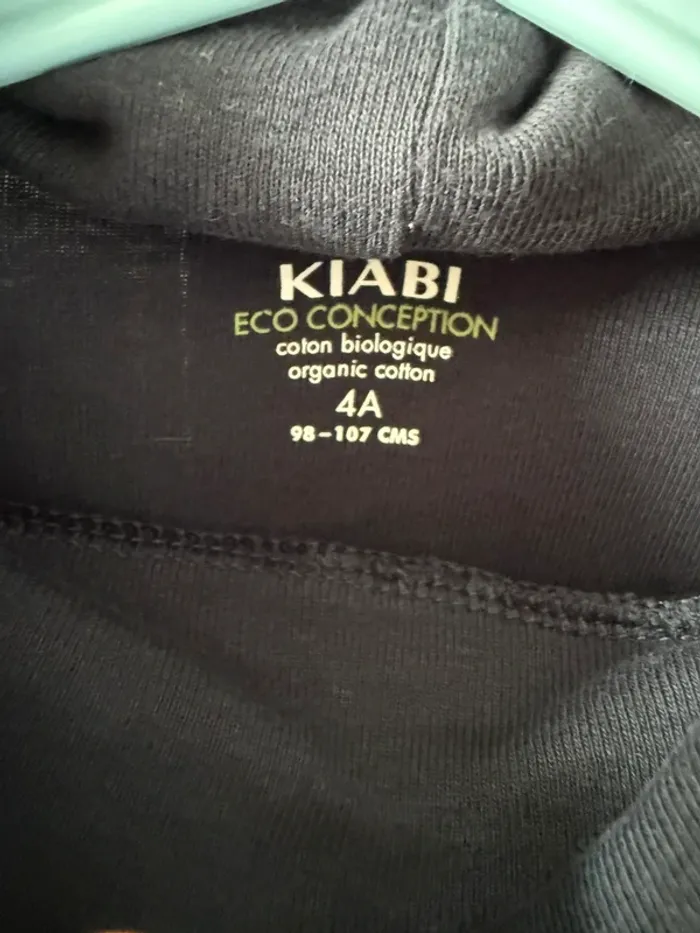 KIABI
ECO CONCEPTION
coton biologique
organic cotton
4A
98-107 CMS